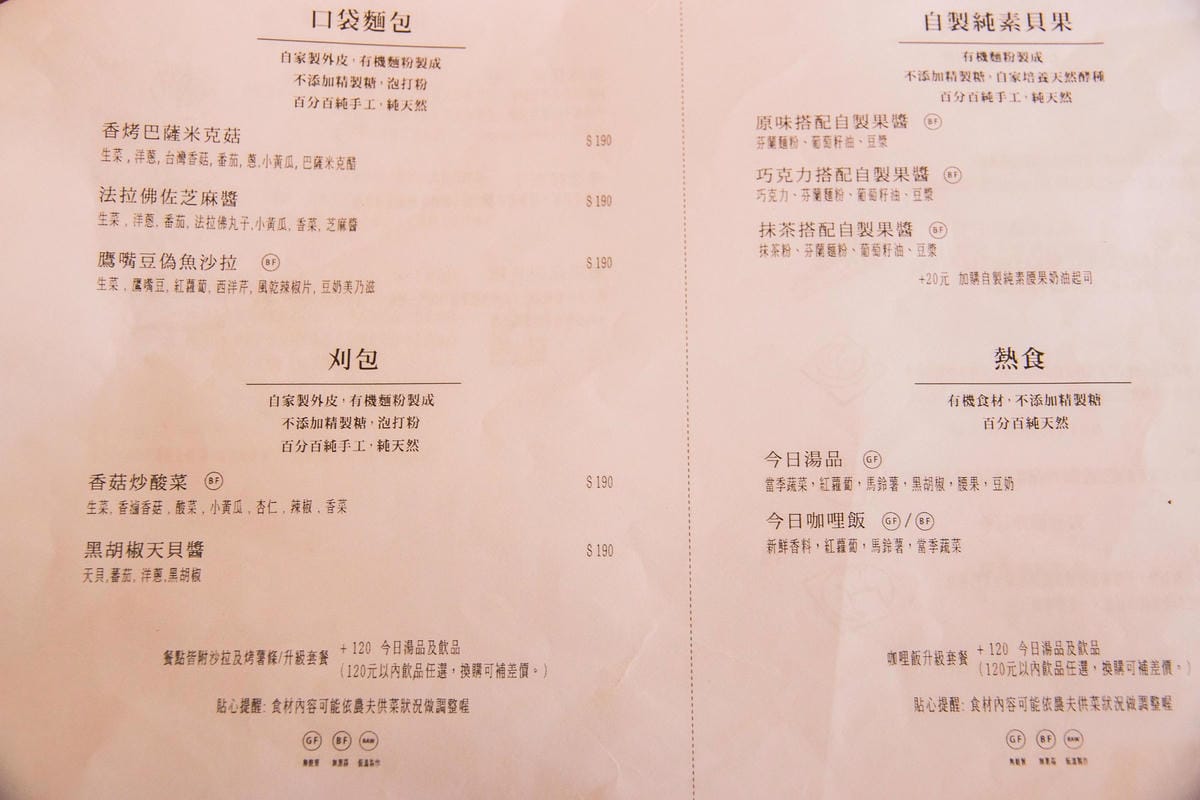 口袋麵包
自家製外皮，有機麵粉製成
不添加精製糖，泡打粉
百分百純手工，純天然
香烤巴薩米克菇 $190
生菜 , 洋蔥, 台灣香菇, 番茄, 蔥,小黃瓜, 巴薩米克醋
法拉佛佐芝麻醬 $190
生菜 , 洋蔥, 番茄, 法拉佛丸子,小黃瓜, 香菜, 芝麻醬
鷹嘴豆偽魚沙拉 BF $190
生菜 , 鷹嘴豆, 紅蘿蔔, 西洋芹, 風乾辣椒片, 豆奶美乃滋
刈包
自家製外皮，有機麵粉製成
不添加精製糖，泡打粉
百分百純手工，純天然
香菇炒酸菜 BF $190
生菜, 香滷香菇 , 酸菜 , 小黃瓜 , 杏仁 , 辣椒 , 香菜
黑胡椒天貝醬 $190
天貝,蕃茄, 洋蔥,黑胡椒
餐點皆附沙拉及烤薯條/升級套餐 + 120 今日湯品及飲品
(120元以內飲品任選，換購可補差價。)
貼心提醒: 食材內容可能依農夫供菜狀況做調整喔
GF BF RAW
無麩質 無蔥蒜 低溫製作
自製純素貝果
有機麵粉製成
不添加精製糖，自家培養天然酵種
百分百純手工，純天然
原味搭配自製果醬 BF
芬蘭麵粉、葡萄籽油、豆漿
巧克力搭配自製果醬 BF
巧克力、芬蘭麵粉、葡萄籽油、豆漿
抹茶搭配自製果醬 BF
抹茶粉、芬蘭麵粉、葡萄籽油、豆漿
+20元 加購自製純素腰果奶油起司
熱食
有機食材，不添加精製糖
百分百純天然
今日湯品 GF
當季蔬菜，紅蘿蔔，馬鈴薯，黑胡椒，腰果，豆奶
今日咖哩飯 GF / BF
新鮮香料，紅蘿蔔，馬鈴薯，當季蔬菜
咖哩飯升級套餐 + 120 今日湯品及飲品
(120元以內飲品任選，換購可補差價。)
貼心提醒: 食材內容可能依農夫供菜狀況做調整喔
GF BF RAW
無麩質 無蔥蒜 低溫製作